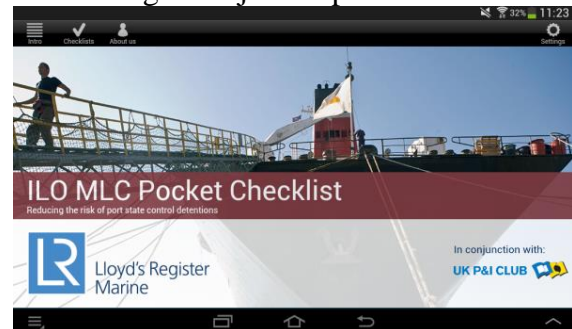 32% 11:23
Intro Checklists About us Settings
ILO MLC Pocket Checklist
Reducing the risk of port state control detentions
LR
Lloyd's Register
Marine
In conjunction with:
UK P&I CLUB